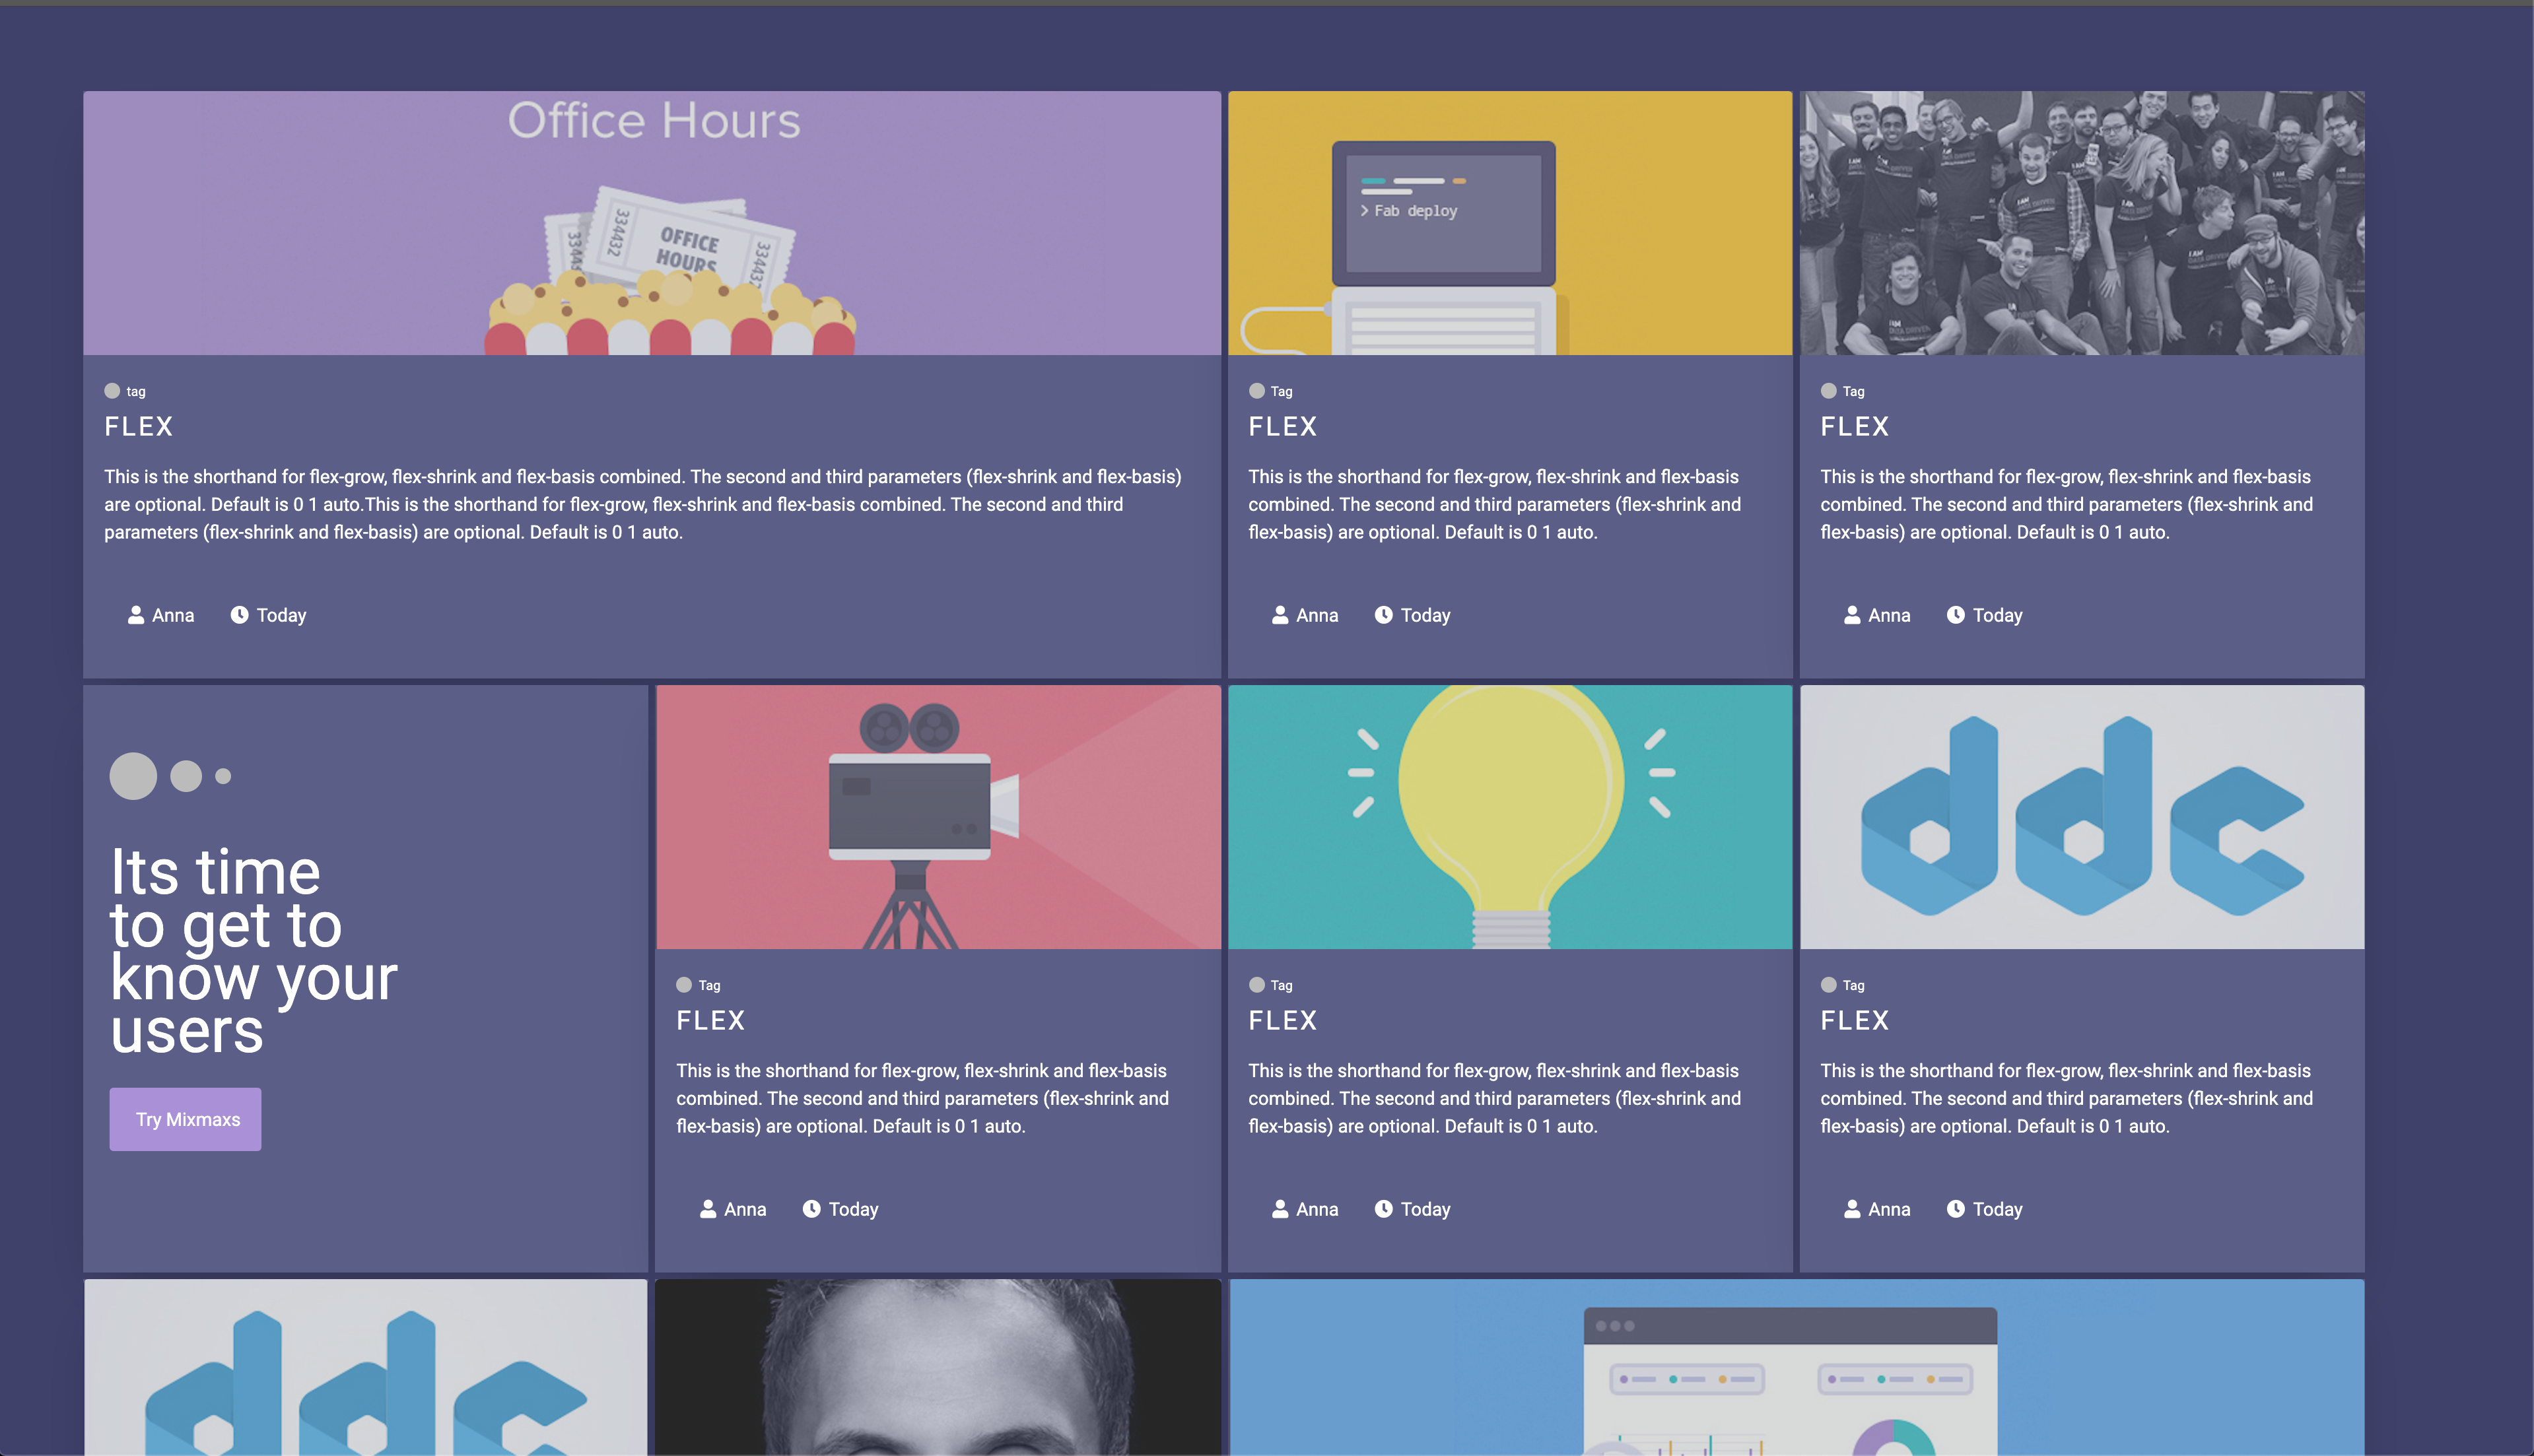 Office Hours
334432
OFFICE
HOURS
334432
> Fab deploy
I AM
DATA DRIVEN
tag
FLEX
This is the shorthand for flex-grow, flex-shrink and flex-basis combined. The second and third parameters (flex-shrink and flex-basis)
are optional. Default is 0 1 auto.This is the shorthand for flex-grow, flex-shrink and flex-basis combined. The second and third
parameters (flex-shrink and flex-basis) are optional. Default is 0 1 auto.
Anna Today
Tag
FLEX
This is the shorthand for flex-grow, flex-shrink and flex-basis
combined. The second and third parameters (flex-shrink and
flex-basis) are optional. Default is 0 1 auto.
Anna Today
Tag
FLEX
This is the shorthand for flex-grow, flex-shrink and flex-basis
combined. The second and third parameters (flex-shrink and
flex-basis) are optional. Default is 0 1 auto.
Anna Today
Its time
to get to
know your
users
Try Mixmaxs
Tag
FLEX
This is the shorthand for flex-grow, flex-shrink and flex-basis
combined. The second and third parameters (flex-shrink and
flex-basis) are optional. Default is 0 1 auto.
Anna Today
Tag
FLEX
This is the shorthand for flex-grow, flex-shrink and flex-basis
combined. The second and third parameters (flex-shrink and
flex-basis) are optional. Default is 0 1 auto.
Anna Today
ddc
Tag
FLEX
This is the shorthand for flex-grow, flex-shrink and flex-basis
combined. The second and third parameters (flex-shrink and
flex-basis) are optional. Default is 0 1 auto.
Anna Today
ddc